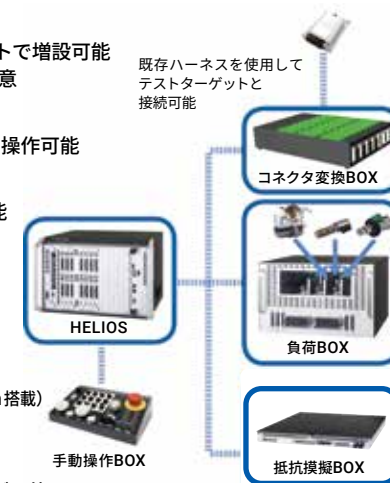 トで増設可能
意
操作可能
能
搭載）
既存ハーネスを使用して
テストターゲットと
接続可能
コネクタ変換BOX
HELIOS
負荷BOX
手動操作BOX
抵抗模擬BOX